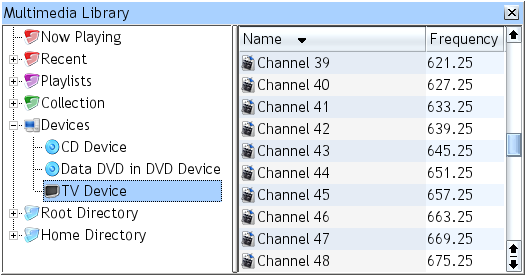 Multimedia Library
Now Playing
Recent
Playlists
Collection
Devices
CD Device
Data DVD in DVD Device
TV Device
Root Directory
Home Directory
Name Frequency
Channel 39 621.25
Channel 40 627.25
Channel 41 633.25
Channel 42 639.25
Channel 43 645.25
Channel 44 651.25
Channel 45 657.25
Channel 46 663.25
Channel 47 669.25
Channel 48 675.25